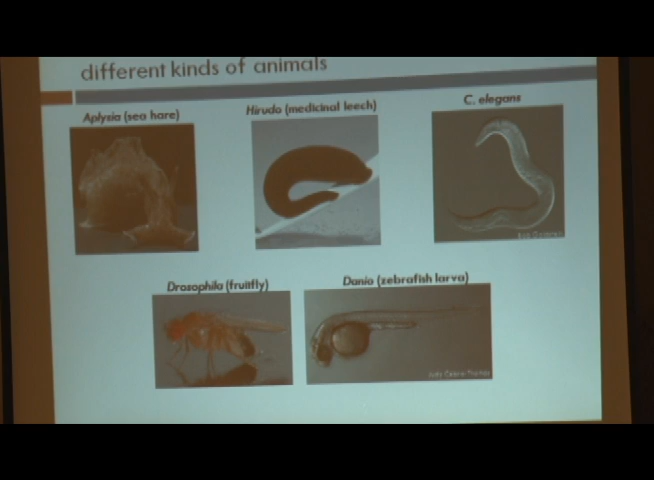 different kinds of animals
Aplysia (sea hare)
Hirudo (medicinal leech)
C. elegans
Drosophila (fruitfly)
Danio (zebrafish larva)